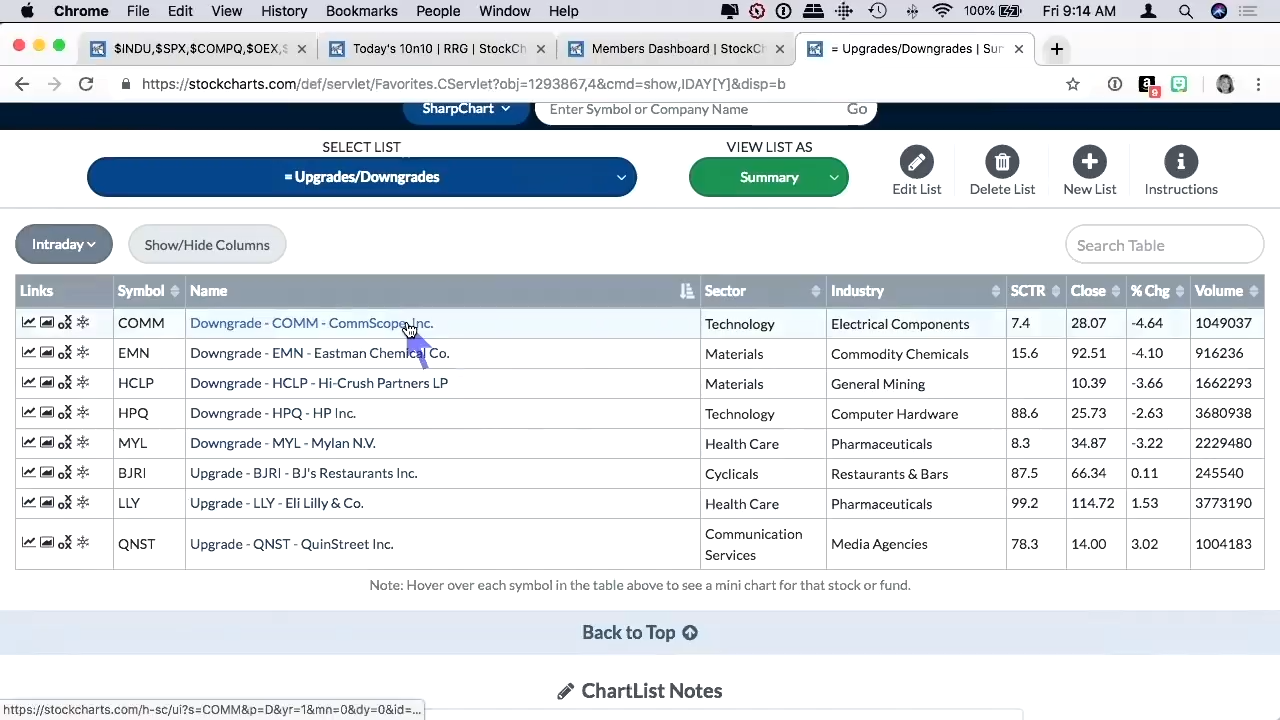 Chrome File Edit View History Bookmarks People Window Help 100% Fri 9:14 AM
$INDU,$SPX,$COMPQ,$OEX,$ Today's 10n10 | RRG | StockCh Members Dashboard | StockC = Upgrades/Downgrades | Sum
https://stockcharts.com/def/servlet/Favorites.CServlet?obj=1293867,4&cmd=show,IDAY[Y]&disp=b 9
SharpChart Enter Symbol or Company Name Go
SELECT LIST VIEW LIST AS
= Upgrades/Downgrades Summary
Edit List Delete List New List Instructions
Intraday Show/Hide Columns Search Table
Links Symbol Name Sector Industry SCTR Close % Chg Volume
COMM Downgrade - COMM - CommScope Inc. Technology Electrical Components 7.4 28.07 -4.64 1049037
EMN Downgrade - EMN - Eastman Chemical Co. Materials Commodity Chemicals 15.6 92.51 -4.10 916236
HCLP Downgrade - HCLP - Hi-Crush Partners LP Materials General Mining 10.39 -3.66 1662293
HPQ Downgrade - HPQ - HP Inc. Technology Computer Hardware 88.6 25.73 -2.63 3680938
MYL Downgrade - MYL - Mylan N.V. Health Care Pharmaceuticals 8.3 34.87 -3.22 2229480
BJRI Upgrade - BJRI - BJ's Restaurants Inc. Cyclicals Restaurants & Bars 87.5 66.34 0.11 245540
LLY Upgrade - LLY - Eli Lilly & Co. Health Care Pharmaceuticals 99.2 114.72 1.53 3773190
QNST Upgrade - QNST - QuinStreet Inc. Communication Services Media Agencies 78.3 14.00 3.02 1004183
Note: Hover over each symbol in the table above to see a mini chart for that stock or fund.
Back to Top
ChartList Notes
https://stockcharts.com/h-sc/ui?s=COMM&p=D&yr=1&mn=0&dy=0&id=...